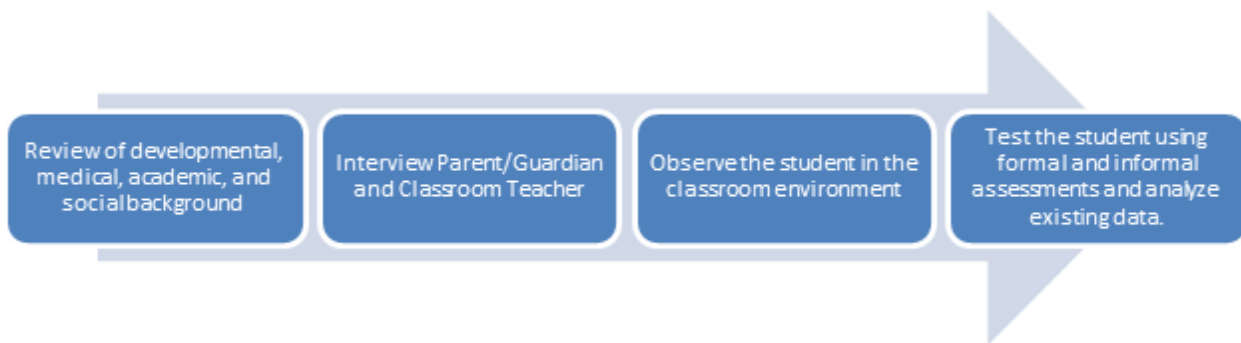 Review of developmental,
medical, academic, and
social background
Interview Parent/Guardian
and Classroom Teacher
Observe the student in the
classroom environment
Test the student using
formal and informal
assessments and analyze
existing data.